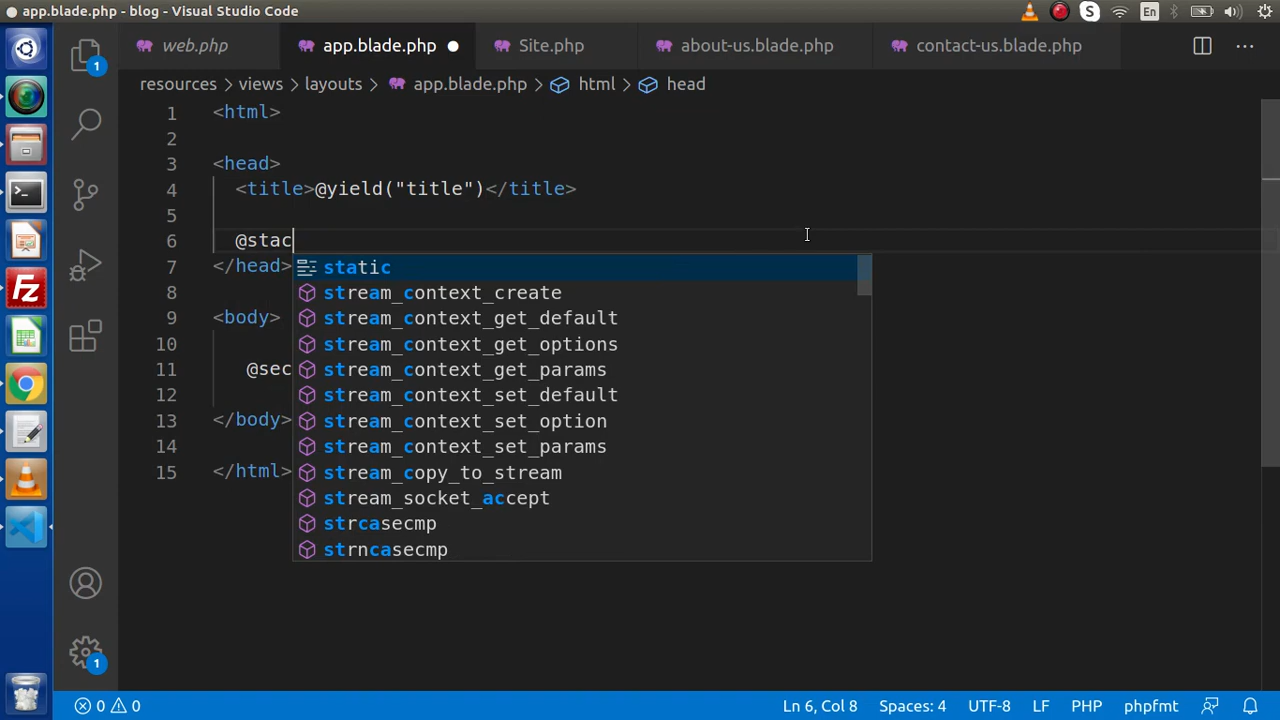 app.blade.php - blog - Visual Studio Code
En
web.php
app.blade.php
Site.php
about-us.blade.php
contact-us.blade.php
resources > views > layouts > app.blade.php > html > head
1 <html>
2
3 <head>
4 <title>@yield("title")</title>
5
6 @stac
7 </head>
static
8
stream_context_create
9 <body>
stream_context_get_default
10
stream_context_get_options
11 @sec
stream_context_get_params
12
stream_context_set_default
13 </body>
stream_context_set_option
14
stream_context_set_params
15 </html>
stream_copy_to_stream
stream_socket_accept
strcasecmp
strncasecmp
1
1
0 0
Ln 6, Col 8
Spaces: 4
UTF-8
LF
PHP
phpfmt